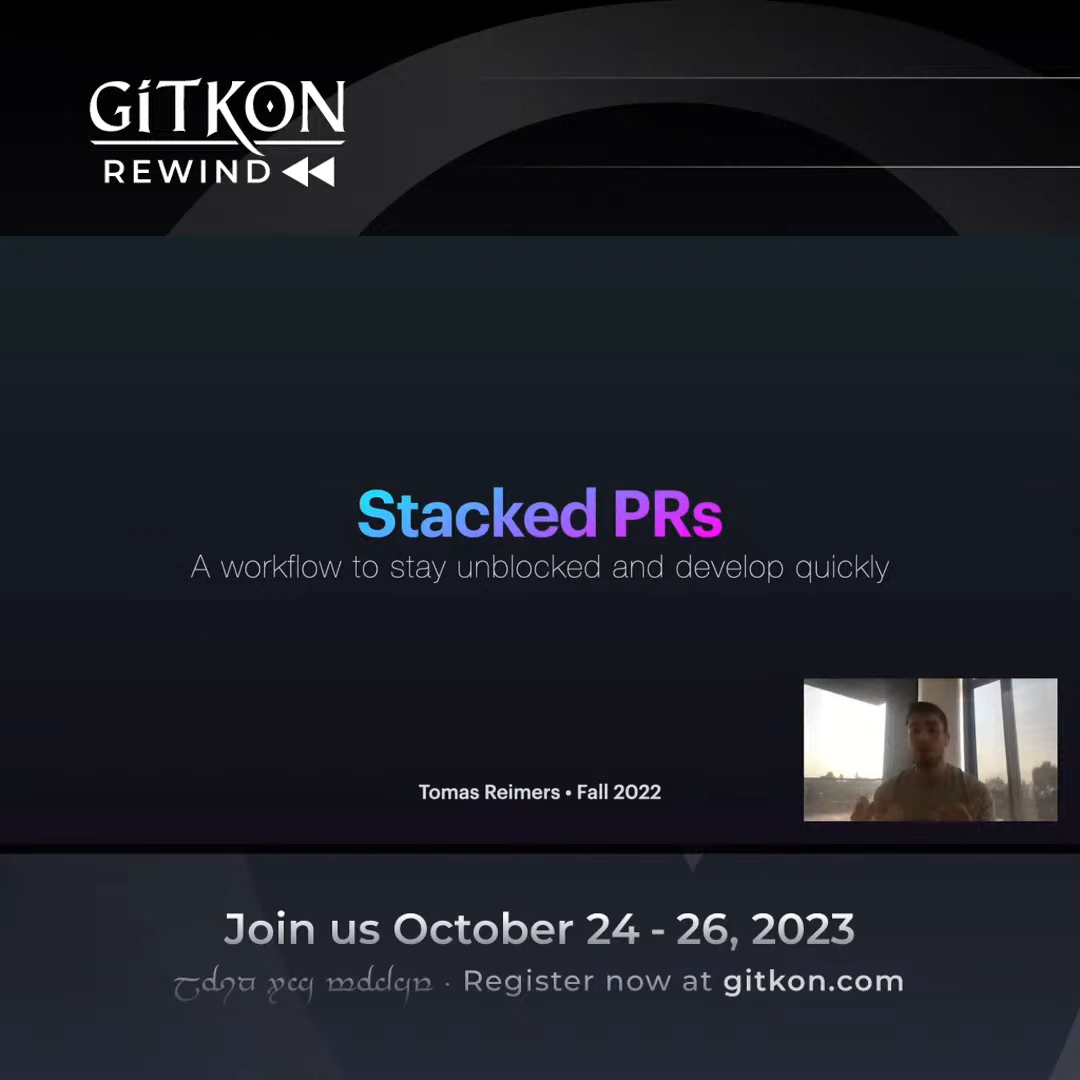 GiTKON
REWIND
Stacked PRs
A workflow to stay unblocked and develop quickly
Tomas Reimers • Fall 2022
Join us October 24 - 26, 2023
· Register now at gitkon.com